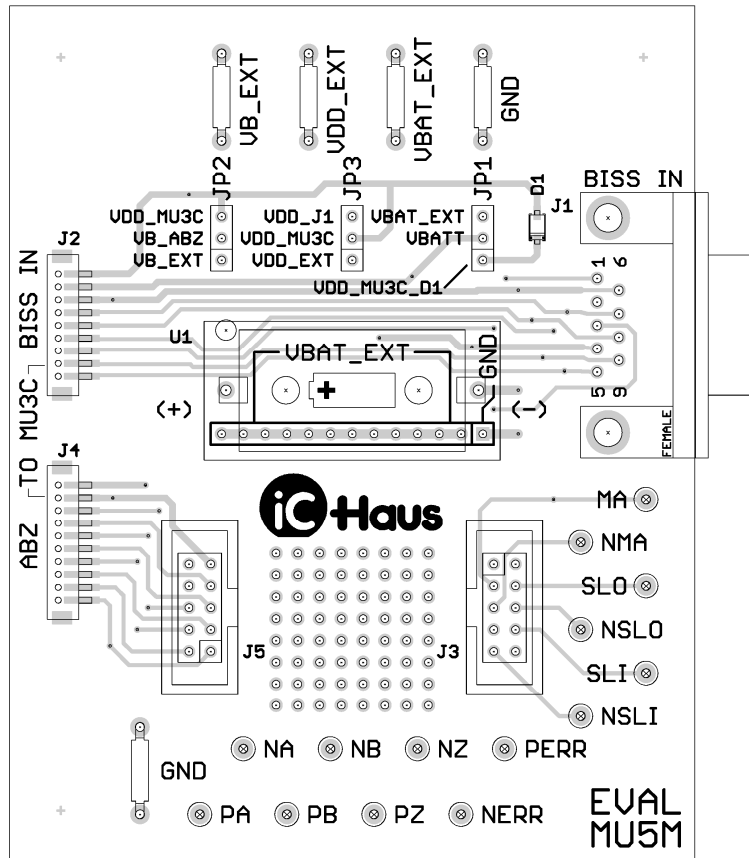 VB_EXT
VDD_EXT
VBAT_EXT
GND
JP2
JP3
JP1
D1
J1
BISS IN
VDD_MU3C
VB_ABZ
VB_EXT
VDD_J1
VDD_MU3C
VDD_EXT
VBAT_EXT
VBATT
VDD_MU3C_D1
J2
BISS IN
1
6
5
9
FEMALE
U1
VBAT_EXT
GND
(+)
+
(-)
TO MU3C
J4
ABZ
iC Haus
MA
NMA
SLO
NSLO
SLI
NSLI
J5
J3
NA
NB
NZ
PERR
GND
PA
PB
PZ
NERR
EVAL
MU5M